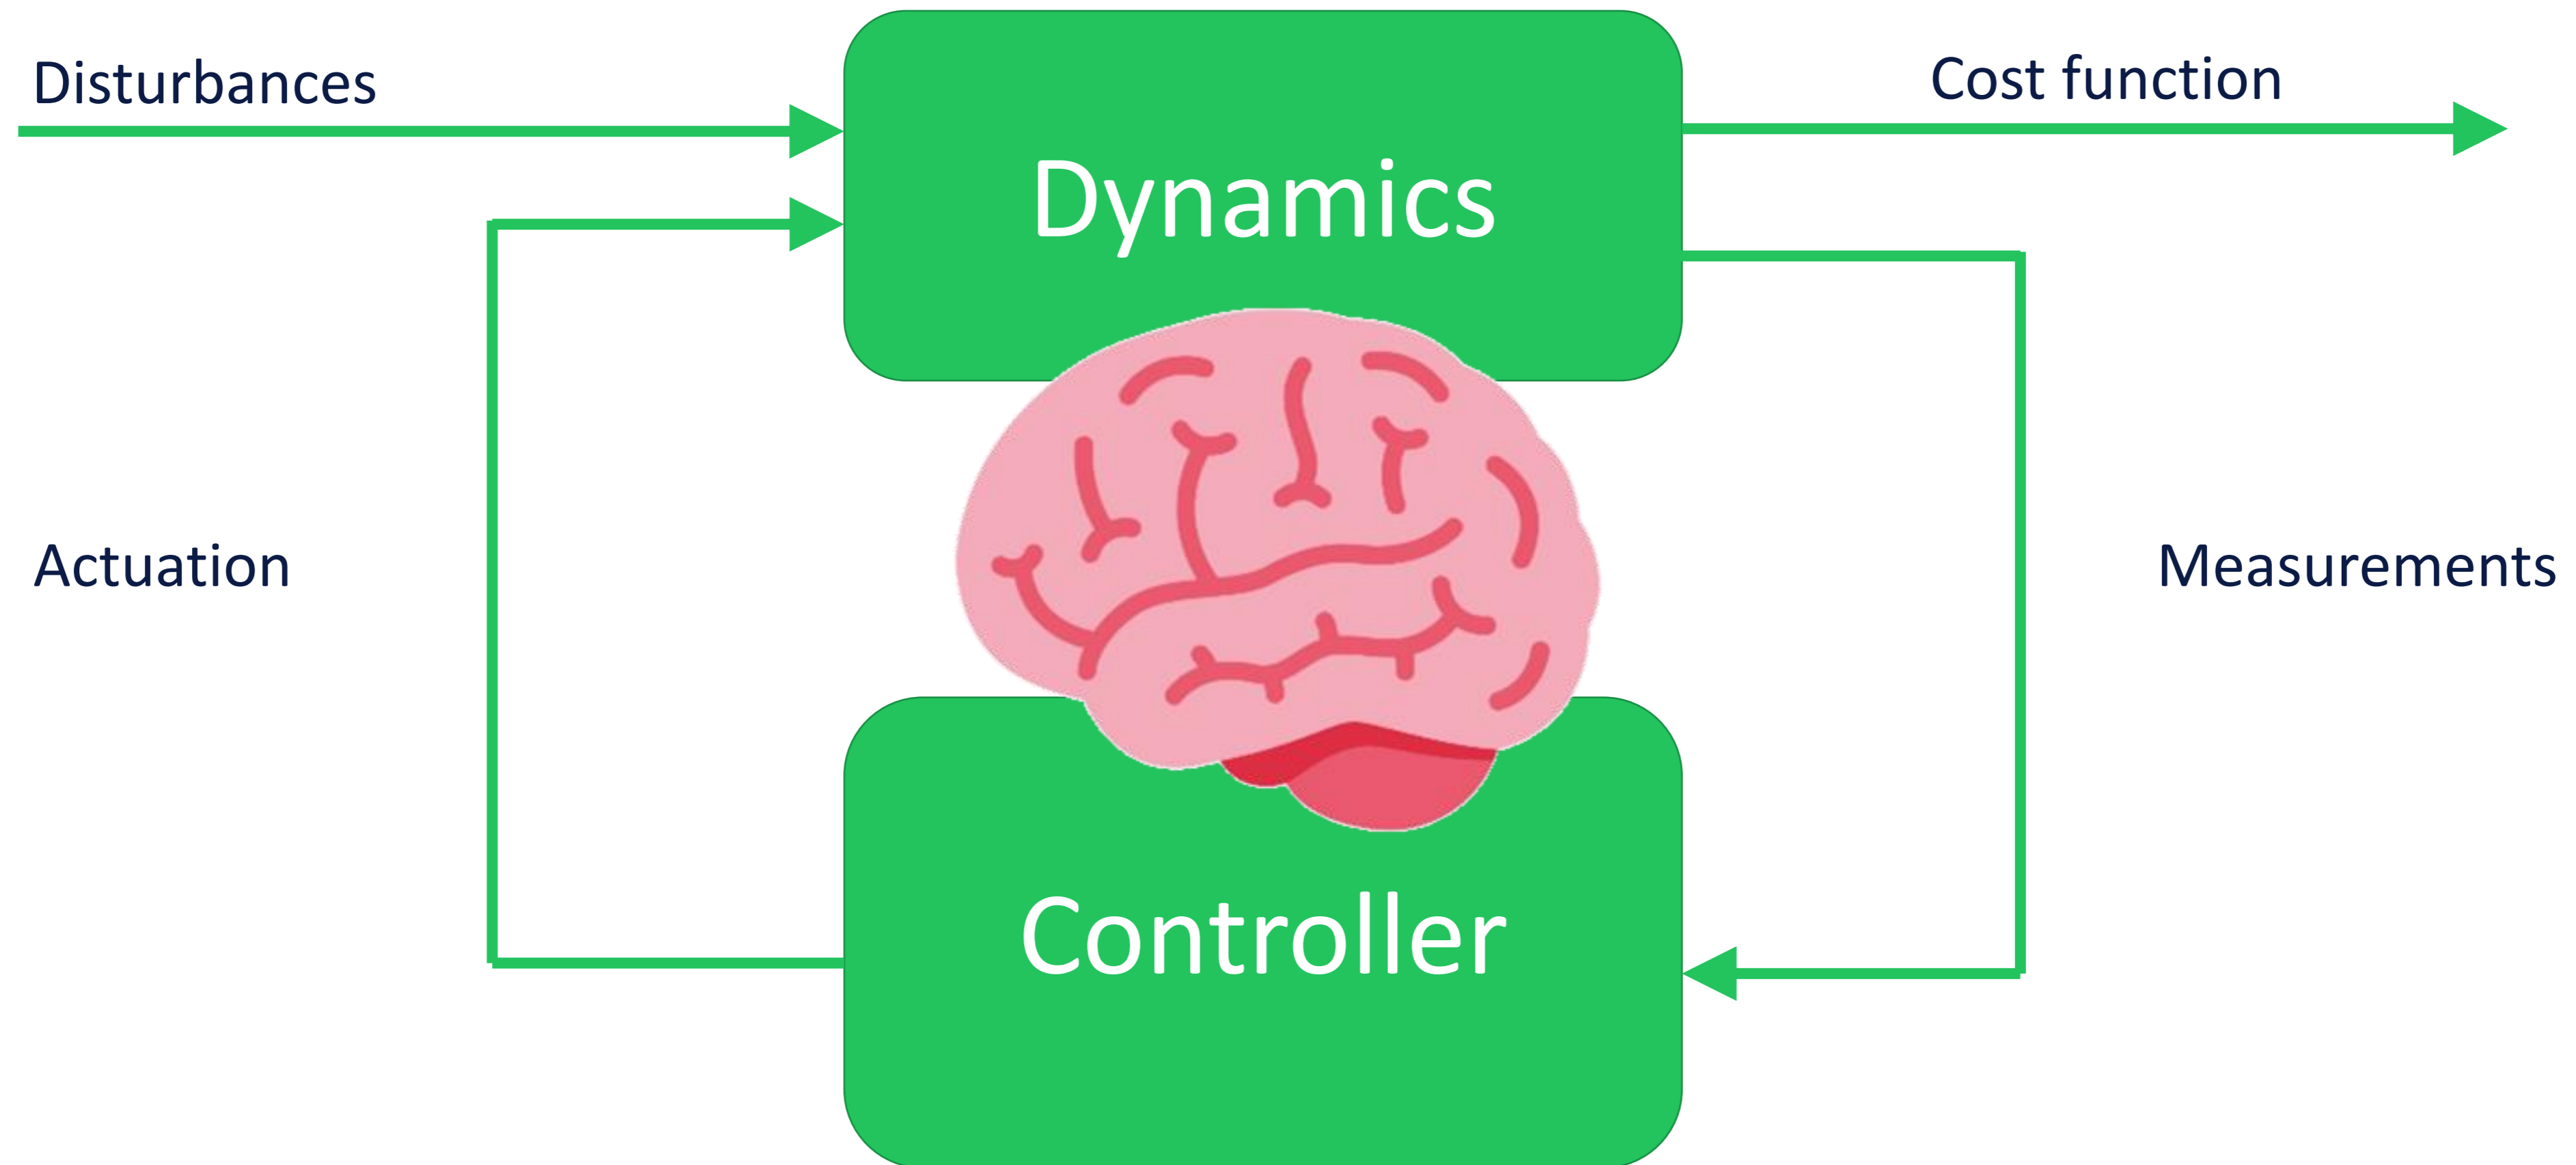 Disturbances
Cost function
Dynamics
Actuation
Measurements
Controller